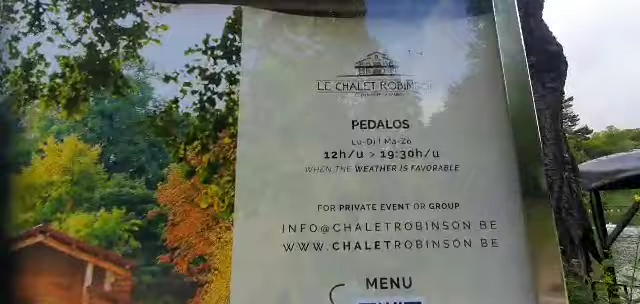 LE CHALET ROBINSON
PEDALOS
Lu-Di | Ma-Zo
12h/u > 19:30h/u
WHEN THE WEATHER IS FAVORABLE
FOR PRIVATE EVENT OR GROUP
INFO@CHALETROBINSON.BE
WWW.CHALETROBINSON.BE
MENU